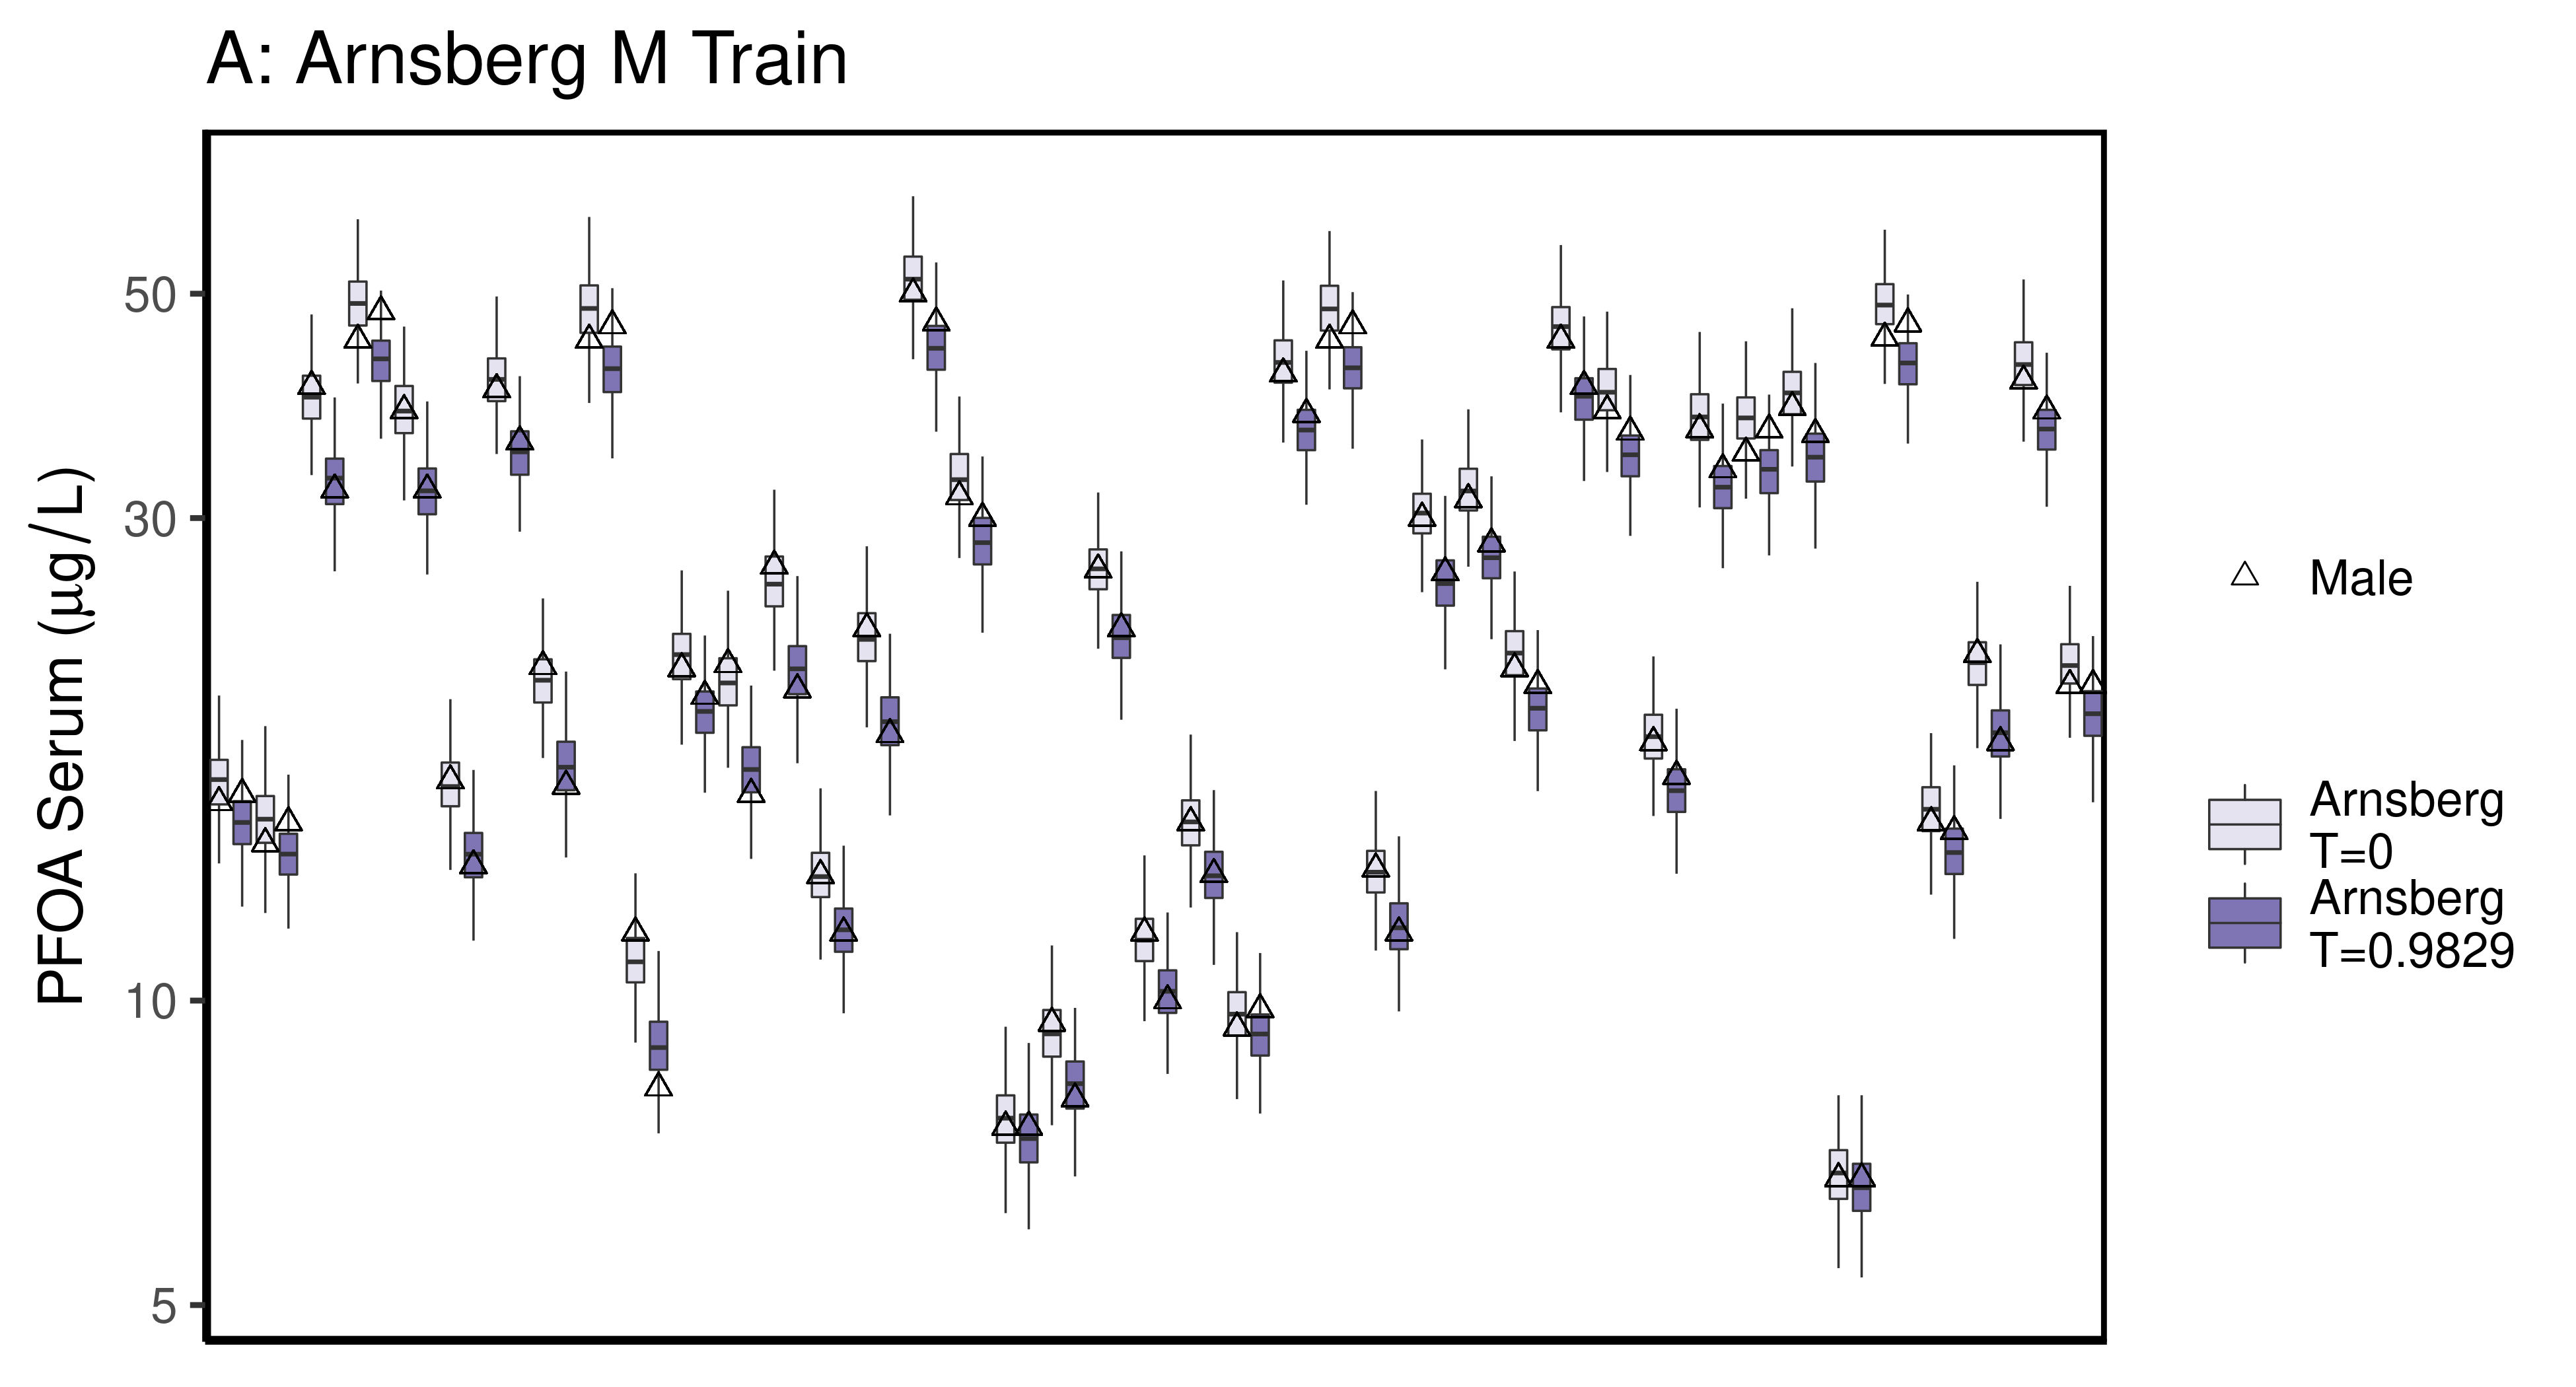 A: Arnsberg M Train
PFOA Serum (μg/L)
50
30
10
5
Male
Arnsberg
T=0
Arnsberg
T=0.9829